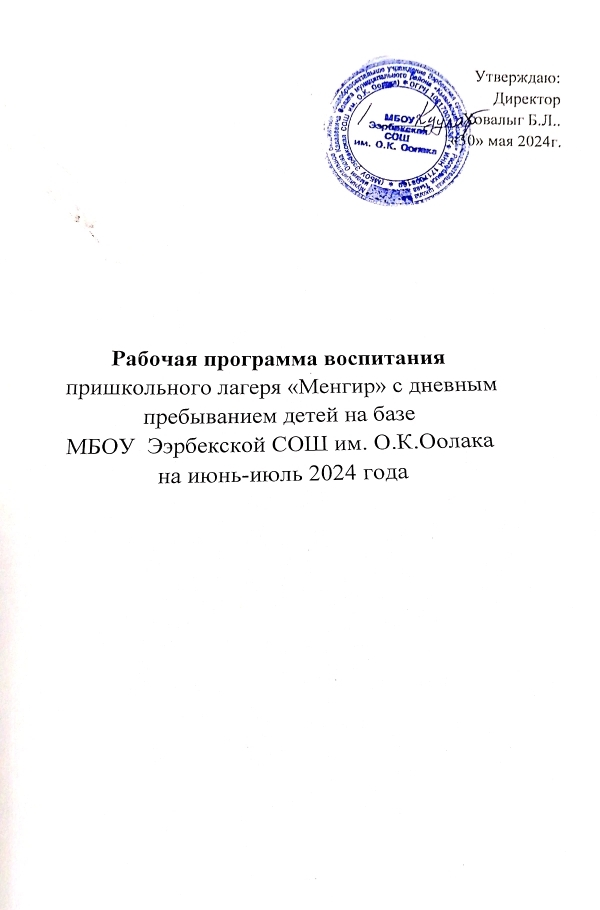 Утверждаю:
Директор
Ховалыг Б.Л..
«30» мая 2024г.
МБОУ
Ээрбекская
СОШ
им. О.К. Оолака
Рабочая программа воспитания
пришкольного лагеря «Менгир» с дневным
пребыванием детей на базе
МБОУ Ээрбекской СОШ им. О.К.Оолака
на июнь-июль 2024 года